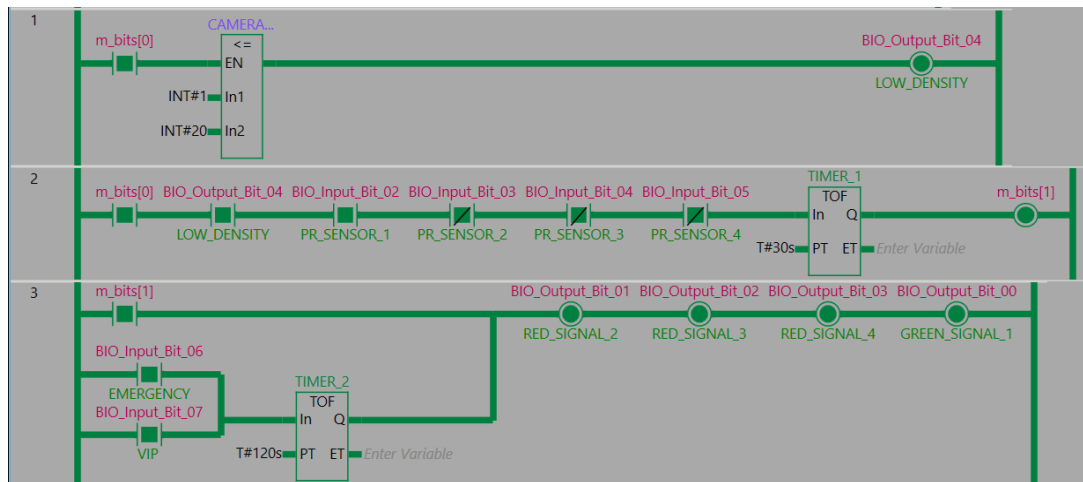 1
CAMERA...
m_bits[0]
<=
BIO_Output_Bit_04
EN
LOW_DENSITY
INT#1 In1
INT#20 In2
2
TIMER_1
m_bits[0] BIO_Output_Bit_04 BIO_Input_Bit_02 BIO_Input_Bit_03 BIO_Input_Bit_04 BIO_Input_Bit_05 TOF m_bits[1]
In Q
LOW_DENSITY PR_SENSOR_1 PR_SENSOR_2 PR_SENSOR_3 PR_SENSOR_4
T#30s PT ET Enter Variable
3
m_bits[1] BIO_Output_Bit_01 BIO_Output_Bit_02 BIO_Output_Bit_03 BIO_Output_Bit_00
RED_SIGNAL_2 RED_SIGNAL_3 RED_SIGNAL_4 GREEN_SIGNAL_1
BIO_Input_Bit_06
EMERGENCY
TIMER_2
BIO_Input_Bit_07
TOF
In Q
VIP
T#120s PT ET Enter Variable